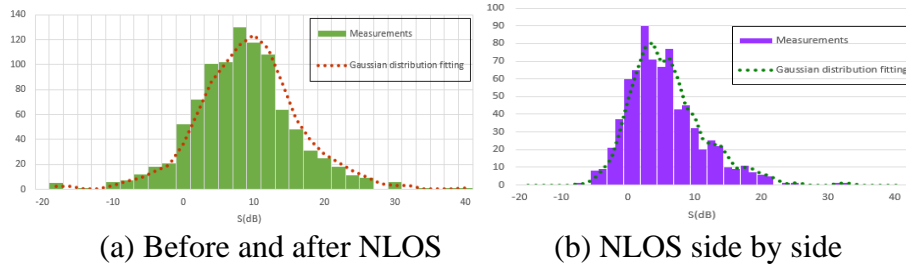 140
120
100
80
60
40
20
0
-20 -10 0 10 20 30 40
S(dB)
Measurements
Gaussian distribution fitting
(a) Before and after NLOS
100
90
80
70
60
50
40
30
20
10
0
-20 -10 0 10 20 30 40
S(dB)
Measurements
Gaussian distribution fitting
(b) NLOS side by side